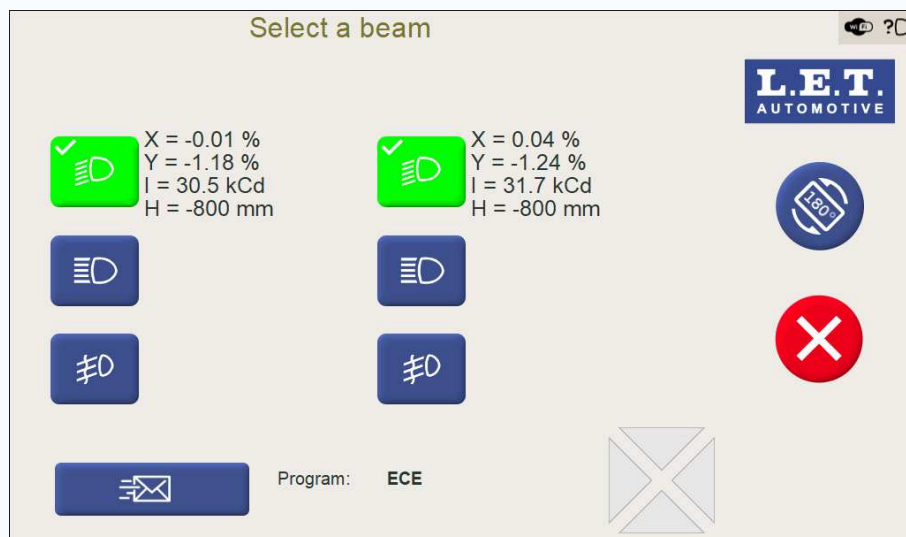 Select a beam
WiFi ?
L.E.T.
AUTOMOTIVE
X = -0.01 %
Y = -1.18 %
I = 30.5 kCd
H = -800 mm
X = 0.04 %
Y = -1.24 %
I = 31.7 kCd
H = -800 mm
180°
Program: ECE